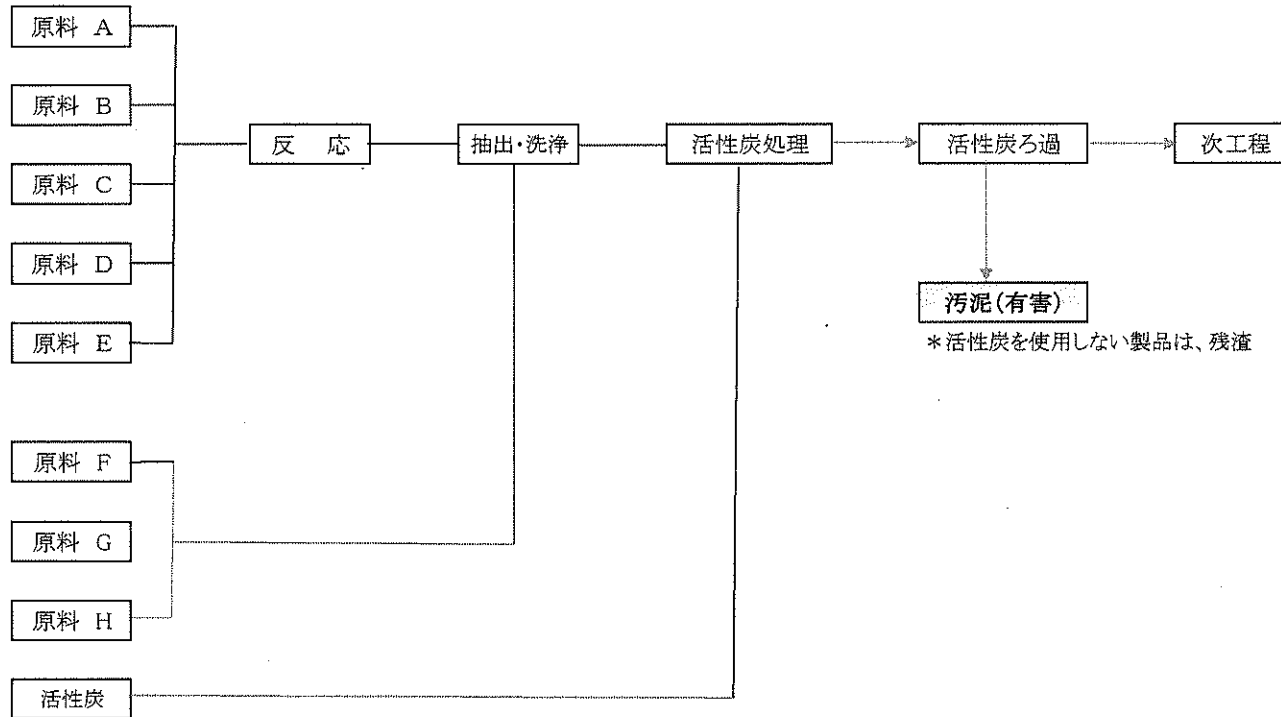 原料 A
原料 B
原料 C
原料 D
原料 E
反 応
抽出・洗浄
活性炭処理
活性炭ろ過
次工程
汚泥(有害)
*活性炭を使用しない製品は、残渣
原料 F
原料 G
原料 H
活性炭